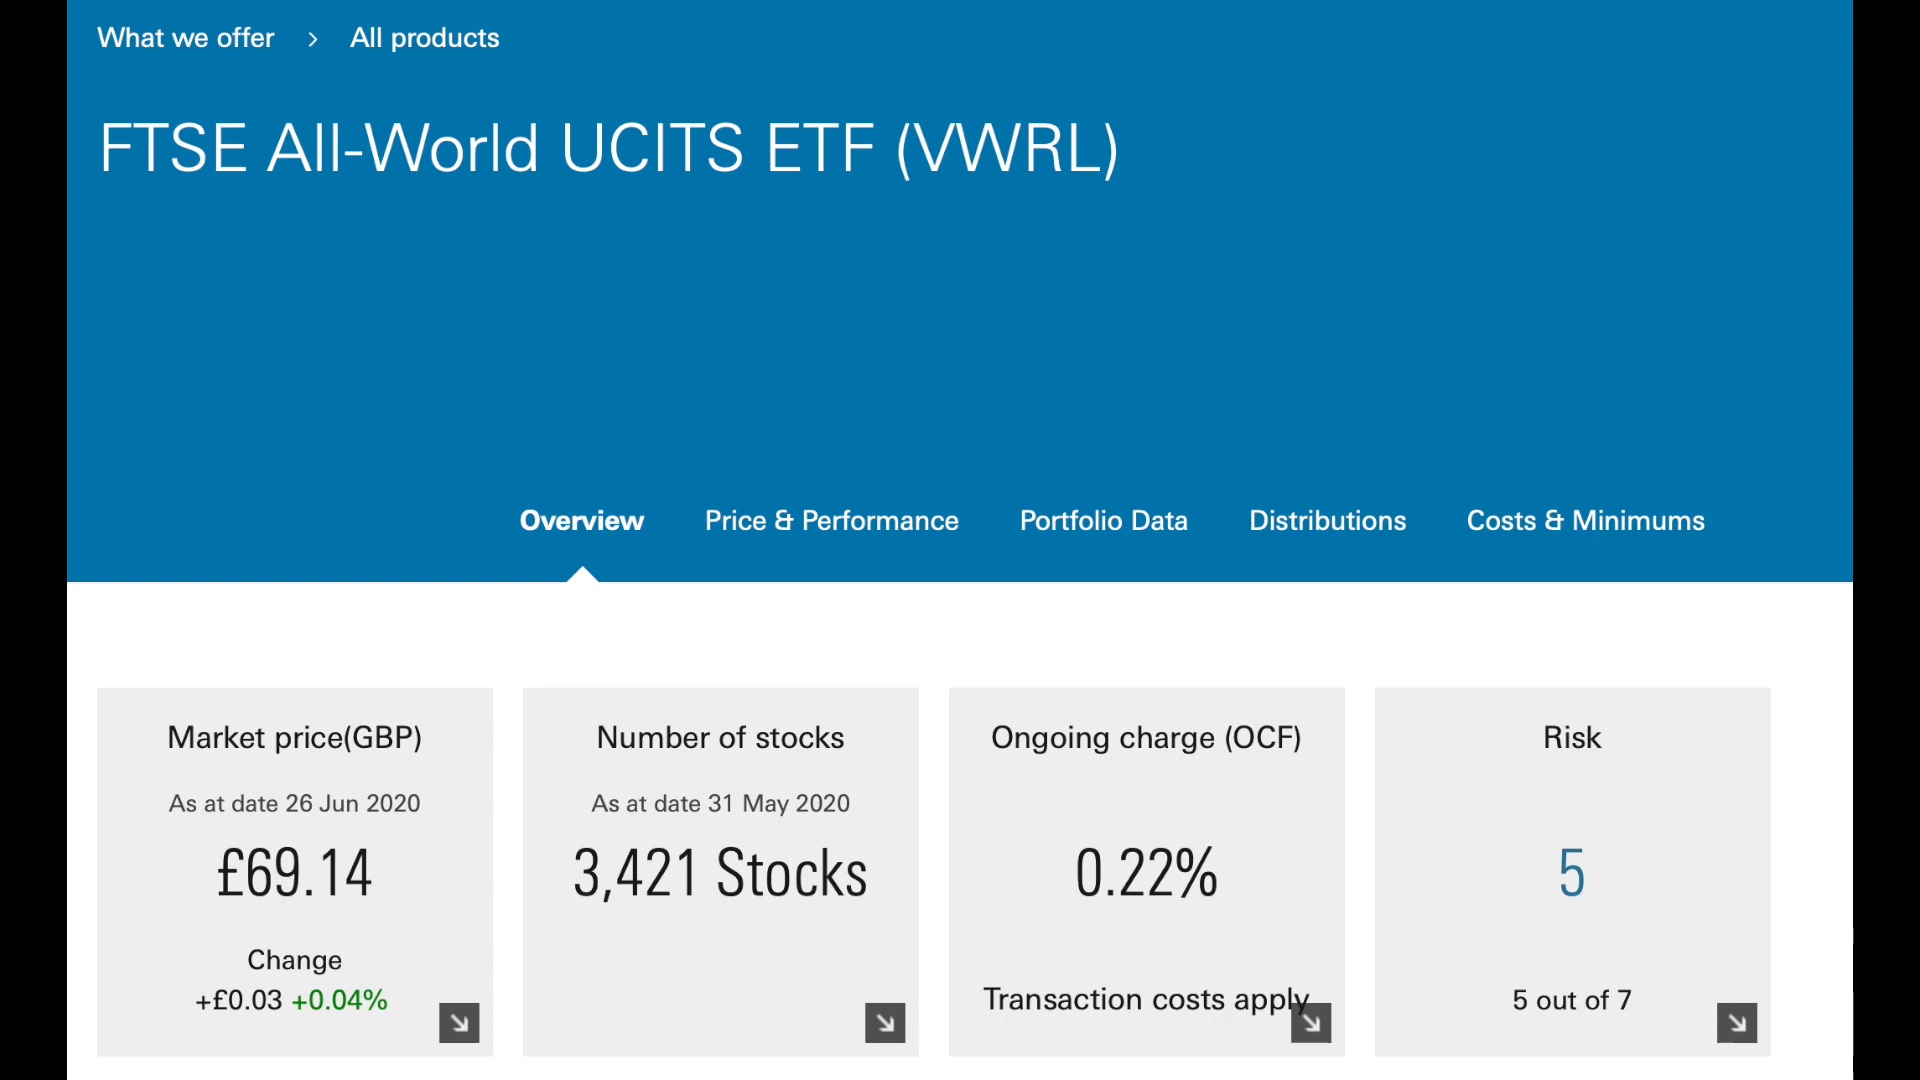 What we offer > All products
FTSE All-World UCITS ETF (VWRL)
Overview Price & Performance Portfolio Data Distributions Costs & Minimums
Market price(GBP)
As at date 26 Jun 2020
£69.14
Change
+£0.03 +0.04%
Number of stocks
As at date 31 May 2020
3,421 Stocks
Ongoing charge (OCF)
0.22%
Transaction costs apply
Risk
5
5 out of 7